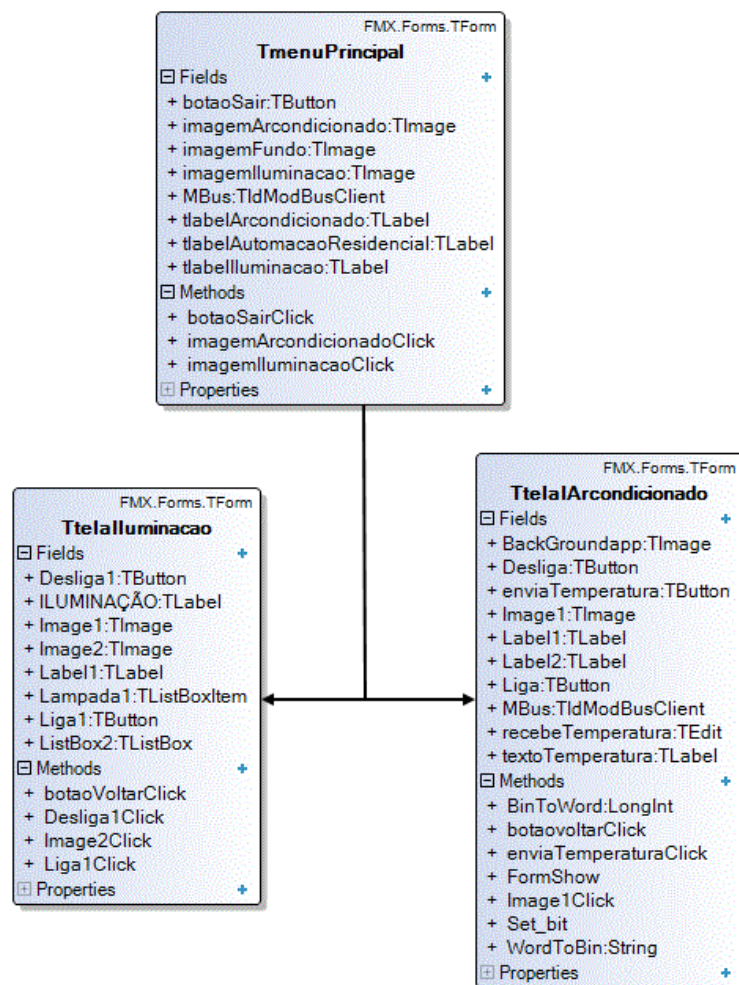 FMX.Forms.TForm
TmenuPrincipal
Fields
+ botaoSair:TButton
+ imagemArcondicionado:TImage
+ imagemFundo:TImage
+ imagemIluminacao:TImage
+ MBus:TIdModBusClient
+ tlabelArcondicionado:TLabel
+ tlabelAutomacaoResidencial:TLabel
+ tlabelIluminacao:TLabel
Methods
+ botaoSairClick
+ imagemArcondicionadoClick
+ imagemIluminacaoClick
Properties
FMX.Forms.TForm
TtelaIluminacao
Fields
+ Desliga1:TButton
+ ILUMINAÇÃO:TLabel
+ Image1:TImage
+ Image2:TImage
+ Label1:TLabel
+ Lampada1:TListBoxItem
+ Liga1:TButton
+ ListBox2:TListBox
Methods
+ botaoVoltarClick
+ Desliga1Click
+ Image2Click
+ Liga1Click
Properties
FMX.Forms.TForm
TtelalArcondicionado
Fields
+ BackGroundapp:TImage
+ Desliga:TButton
+ enviaTemperatura:TButton
+ Image1:TImage
+ Label1:TLabel
+ Label2:TLabel
+ Liga:TButton
+ MBus:TIdModBusClient
+ recebeTemperatura:TEdit
+ textoTemperatura:TLabel
Methods
+ BinToWord:LongInt
+ botaovoltarClick
+ enviaTemperaturaClick
+ FormShow
+ Image1Click
+ Set_bit
+ WordToBin:String
Properties